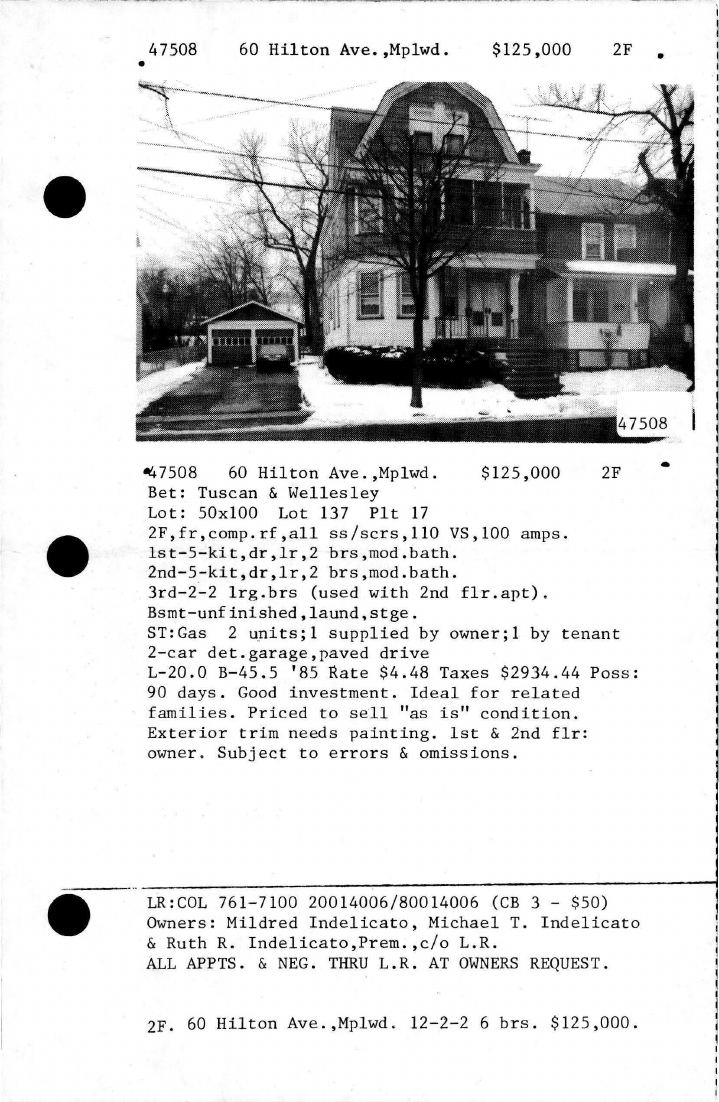 47508 60 Hilton Ave.,Mplwd. $125,000 2F
47508
47508 60 Hilton Ave.,Mplwd. $125,000 2F
Bet: Tuscan & Wellesley
Lot: 50x100 Lot 137 Plt 17
2F,fr,comp.rf,all ss/scrs,110 VS,100 amps.
1st-5-kit,dr,lr,2 brs,mod.bath.
2nd-5-kit,dr,lr,2 brs,mod.bath.
3rd-2-2 lrg.brs (used with 2nd flr.apt).
Bsmt-unfinished,laund,stge.
ST:Gas 2 units;1 supplied by owner;1 by tenant
2-car det.garage,paved drive
L-20.0 B-45.5 '85 Rate $4.48 Taxes $2934.44 Poss:
90 days. Good investment. Ideal for related
families. Priced to sell "as is" condition.
Exterior trim needs painting. 1st & 2nd flr:
owner. Subject to errors & omissions.
LR:COL 761-7100 20014006/80014006 (CB 3 - $50)
Owners: Mildred Indelicato, Michael T. Indelicato
& Ruth R. Indelicato,Prem.,c/o L.R.
ALL APPTS. & NEG. THRU L.R. AT OWNERS REQUEST.
2F. 60 Hilton Ave.,Mplwd. 12-2-2 6 brs. $125,000.